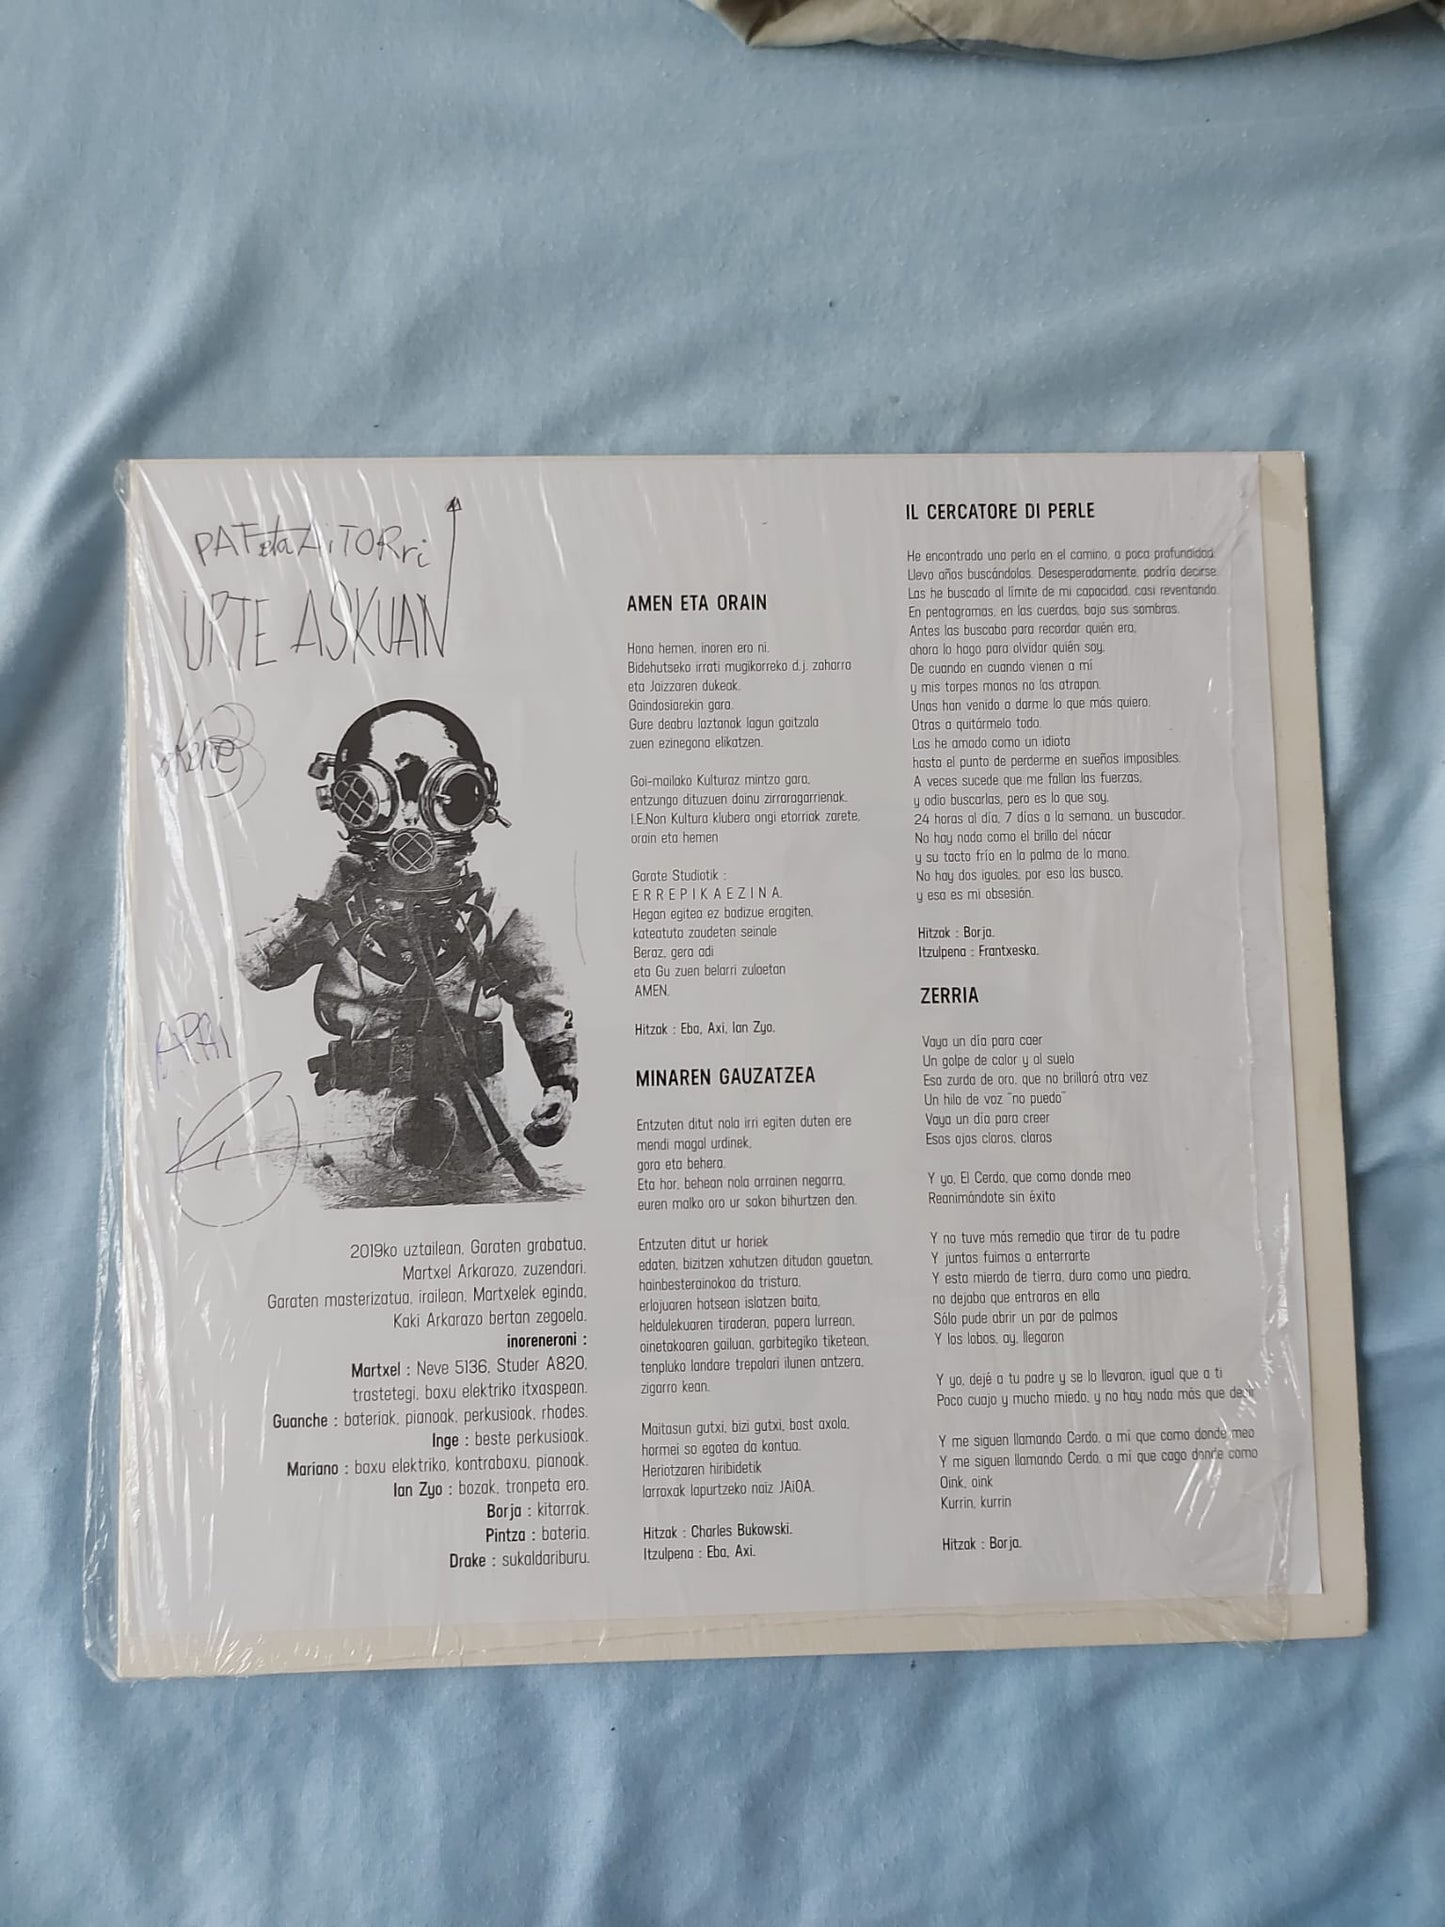 PAT eta AiTORri
URTE ASKUAN
APAI
2019ko uztailean, Garaten grabatua,
Martxel Arkarazo, zuzendari.
Garaten masterizatua, irailean, Martxelek eginda,
Kaki Arkarazo bertan zegoela.
inoreneroni :
Martxel : Neve 5136, Studer A820,
trastetegi, baxu elektriko itxaspean.
Guanche : bateriak, pianoak, perkusioak, rhodes.
Inge : beste perkusioak.
Mariano : baxu elektriko, kontrabaxu, pianoak.
Ian Zyo : bozak, tronpeta ero.
Borja : kitarrak.
Pintza : bateria.
Drake : sukaldariburu.
AMEN ETA ORAIN
Hona hemen, inoren ero ni.
Bidehutseko irrati mugikorreko d.j. zaharra
eta Jaizzaren dukeak.
Gaindosiarekin gara.
Gure deabru laztanak lagun gaitzala
zuen ezinegona elikatzen.
Goi-mailako Kulturaz mintzo gara,
entzungo dituzuen doinu zirraragarrienak.
I.E.Non Kultura klubera ongi etorriak zarete,
orain eta hemen
Garate Studiotik :
E R R E P I K A E Z I N A.
Hegan egitea ez badizue eragiten,
kateatuta zaudeten seinale
Beraz, gera adi
eta Gu zuen belarri zuloetan
AMEN.
Hitzak : Eba, Axi, Ian Zyo.
MINAREN GAUZATZEA
Entzuten ditut nola irri egiten duten ere
mendi magal urdinek,
gora eta behera.
Eta hor, behean nola arrainen negarra,
euren malko oro ur sakon bihurtzen den.
Entzuten ditut ur horiek
edaten, bizitzen xahutzen ditudan gauetan,
hainbesterainokoa da tristura,
erlojuaren hotsean islatzen baita,
heldulekuaren tiraderan, papera lurrean,
oinetakoaren gailuan, garbitegiko tiketean,
tenpluko landare trepalari ilunen antzera,
zigarro kean.
Maitasun gutxi, bizi gutxi, bost axola,
hormei so egotea da kontua.
Heriotzaren hiribidetik
larroxak lapurtzeko naiz JAiOA.
Hitzak : Charles Bukowski.
Itzulpena : Eba, Axi.
IL CERCATORE DI PERLE
He encontrado una perla en el camino, a poca profundidad.
Llevo años buscándolas. Desesperadamente, podría decirse.
Las he buscado al límite de mi capacidad, casi reventando.
En pentagramas, en las cuerdas, bajo sus sombras.
Antes las buscaba para recordar quién era,
ahora lo hago para olvidar quién soy.
De cuando en cuando vienen a mí
y mis torpes manos no las atrapan.
Unas han venido a darme lo que más quiero.
Otras a quitármelo todo.
Las he amado como un idiota
hasta el punto de perderme en sueños imposibles.
A veces sucede que me fallan las fuerzas,
y odio buscarlas, pero es lo que soy.
24 horas al día, 7 días a la semana, un buscador.
No hay nada como el brillo del nácar
y su tacto frío en la palma de la mano.
No hay dos iguales, por eso las busco,
y esa es mi obsesión.
Hitzak : Borja.
Itzulpena : Frantxeska.
ZERRIA
Vaya un día para caer
Un golpe de calor y al suelo
Esa zurda de oro, que no brillará otra vez
Un hilo de voz "no puedo"
Vaya un día para creer
Esos ojos claros, claros
Y yo, El Cerdo, que como donde meo
Reanimándote sin éxito
Y no tuve más remedio que tirar de tu padre
Y juntos fuimos a enterrarte
Y esta mierda de tierra, dura como una piedra,
no dejaba que entraras en ella
Sólo pude abrir un par de palmos
Y los lobos, ay, llegaron
Y yo, dejé a tu padre y se lo llevaron, igual que a ti
Poco cuajo y mucho miedo, y no hay nada más que decir
Y me siguen llamando Cerdo, a mí que como donde meo
Y me siguen llamando Cerdo, a mí que cago donde como
Oink, oink
Kurrin, kurrin
Hitzak : Borja.